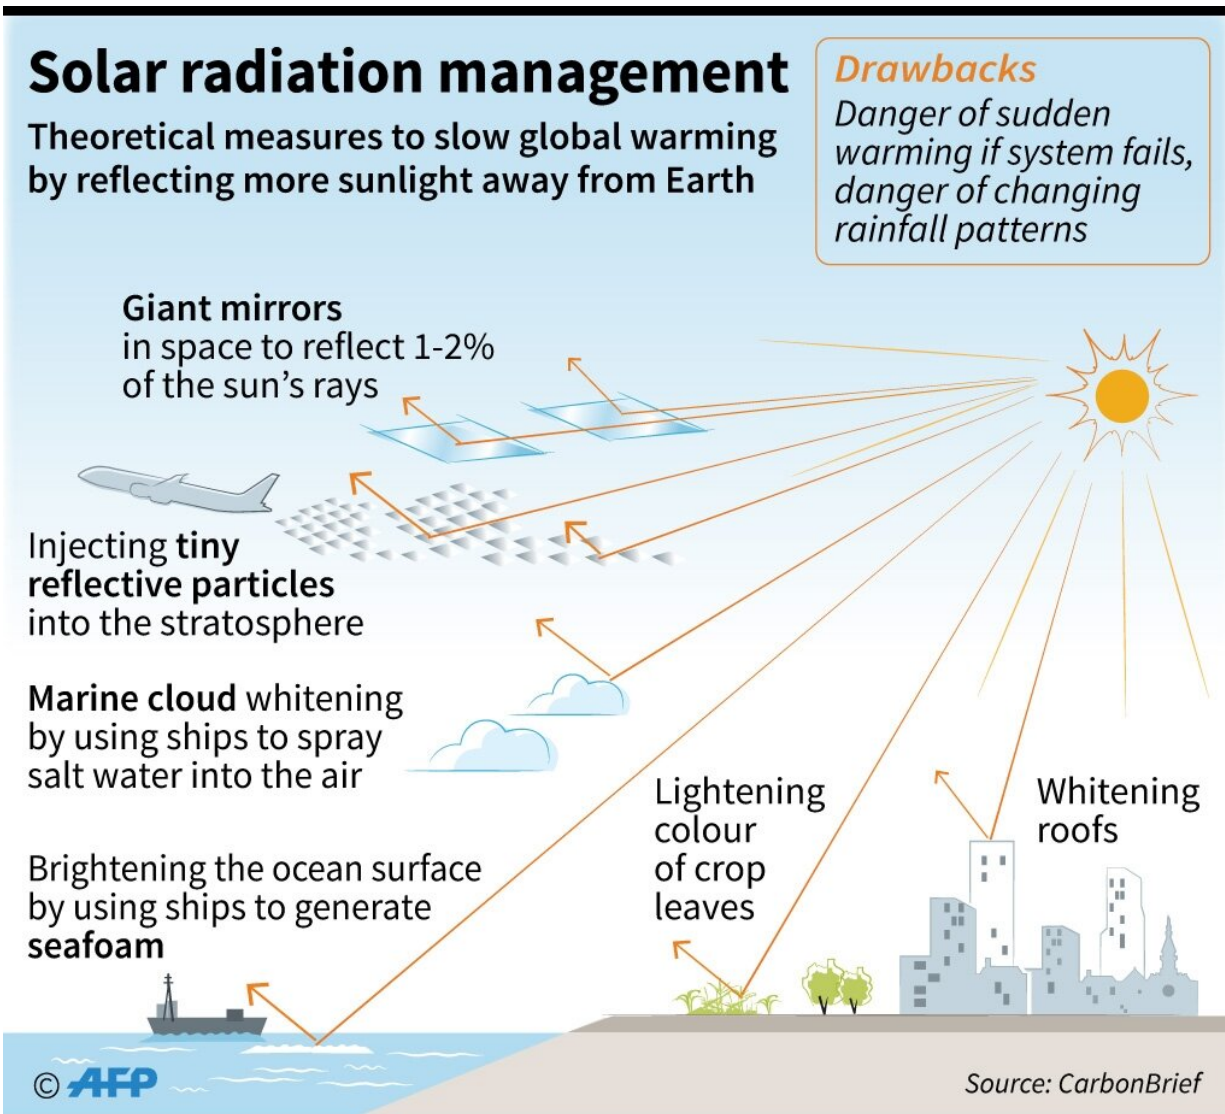 Solar radiation management
Theoretical measures to slow global warming
by reflecting more sunlight away from Earth
Drawbacks
Danger of sudden
warming if system fails,
danger of changing
rainfall patterns
Giant mirrors
in space to reflect 1-2%
of the sun’s rays
Injecting tiny
reflective particles
into the stratosphere
Marine cloud whitening
by using ships to spray
salt water into the air
Brightening the ocean surface
by using ships to generate
seafoam
Lightening
colour
of crop
leaves
Whitening
roofs
© AFP
Source: CarbonBrief